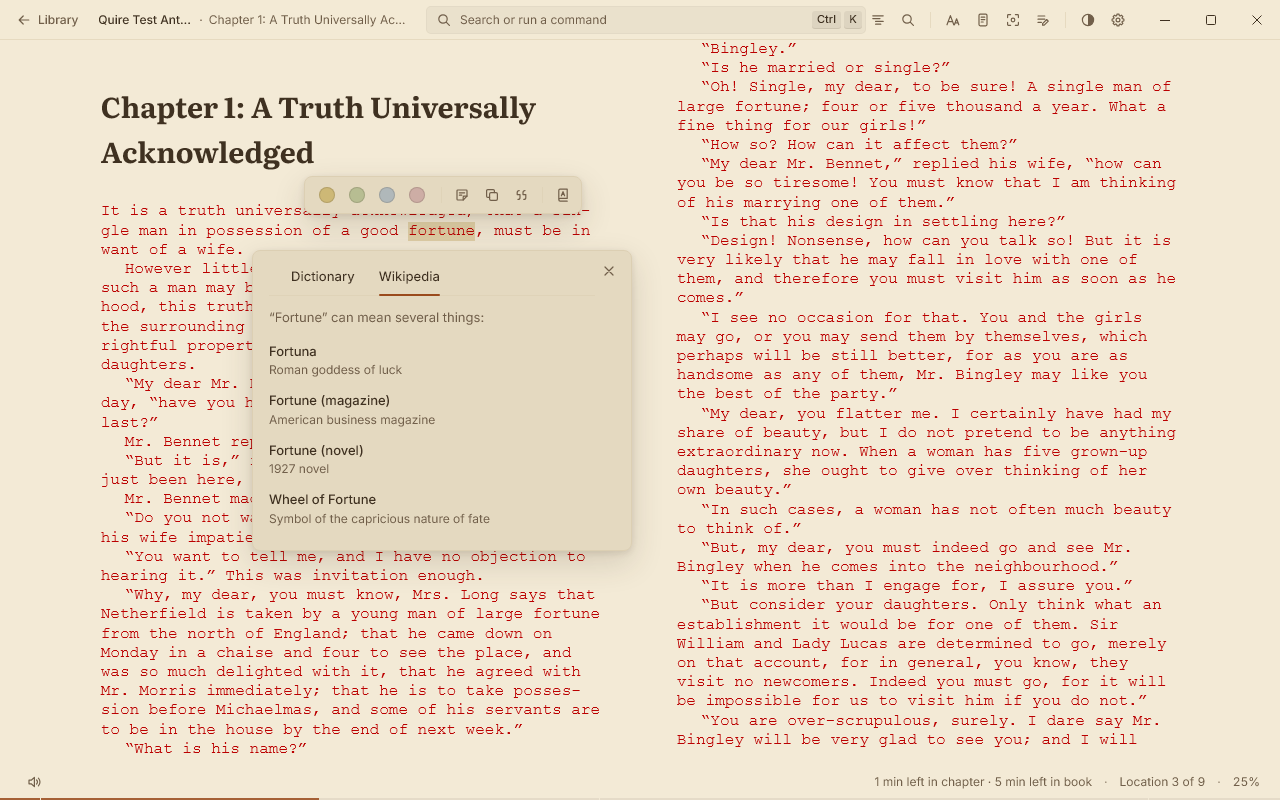 Library
Quire Test Ant... · Chapter 1: A Truth Universally Ac...
Search or run a command
Ctrl K
Chapter 1: A Truth Universally
Acknowledged
It is a truth universally acknowledged, that a sin-
gle man in possession of a good fortune, must be in
want of a wife.
However little
such a man may b
hood, this truth
the surrounding
rightful propert
daughters.
“My dear Mr.
day, “have you h
last?”
Mr. Bennet rep
“But it is,”
just been here,
Mr. Bennet mad
“Do you not wa
his wife impatie
“You want to tell me, and I have no objection to
hearing it.” This was invitation enough.
“Why, my dear, you must know, Mrs. Long says that
Netherfield is taken by a young man of large fortune
from the north of England; that he came down on
Monday in a chaise and four to see the place, and
was so much delighted with it, that he agreed with
Mr. Morris immediately; that he is to take posses-
sion before Michaelmas, and some of his servants are
to be in the house by the end of next week.”
“What is his name?”
Dictionary
Wikipedia
“Fortune” can mean several things:
Fortuna
Roman goddess of luck
Fortune (magazine)
American business magazine
Fortune (novel)
1927 novel
Wheel of Fortune
Symbol of the capricious nature of fate
“Bingley.”
“Is he married or single?”
“Oh! Single, my dear, to be sure! A single man of
large fortune; four or five thousand a year. What a
fine thing for our girls!”
“How so? How can it affect them?”
“My dear Mr. Bennet,” replied his wife, “how can
you be so tiresome! You must know that I am thinking
of his marrying one of them.”
“Is that his design in settling here?”
“Design! Nonsense, how can you talk so! But it is
very likely that he may fall in love with one of
them, and therefore you must visit him as soon as he
comes.”
“I see no occasion for that. You and the girls
may go, or you may send them by themselves, which
perhaps will be still better, for as you are as
handsome as any of them, Mr. Bingley may like you
the best of the party.”
“My dear, you flatter me. I certainly have had my
share of beauty, but I do not pretend to be anything
extraordinary now. When a woman has five grown-up
daughters, she ought to give over thinking of her
own beauty.”
“In such cases, a woman has not often much beauty
to think of.”
“But, my dear, you must indeed go and see Mr.
Bingley when he comes into the neighbourhood.”
“It is more than I engage for, I assure you.”
“But consider your daughters. Only think what an
establishment it would be for one of them. Sir
William and Lady Lucas are determined to go, merely
on that account, for in general, you know, they
visit no newcomers. Indeed you must go, for it will
be impossible for us to visit him if you do not.”
“You are over-scrupulous, surely. I dare say Mr.
Bingley will be very glad to see you; and I will
1 min left in chapter · 5 min left in book · Location 3 of 9 · 25%